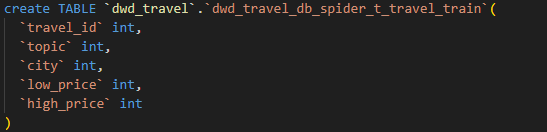 create TABLE `dwd_travel`.`dwd_travel_db_spider_t_travel_train`(
`travel_id` int,
`topic` int,
`city` int,
`low_price` int,
`high_price` int
)